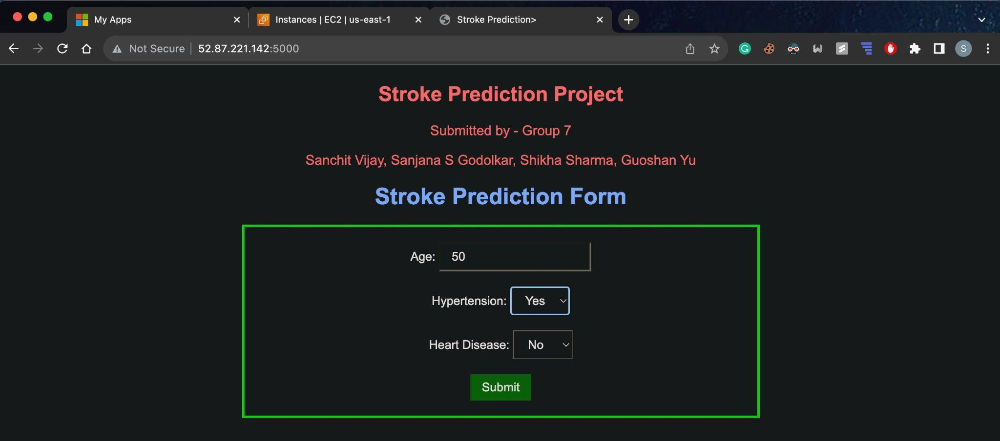 My Apps
Instances | EC2 | us-east-1
Stroke Prediction>
Not Secure
52.87.221.142:5000
S
Stroke Prediction Project
Submitted by - Group 7
Sanchit Vijay, Sanjana S Godolkar, Shikha Sharma, Guoshan Yu
Stroke Prediction Form
Age: 50
Hypertension: Yes
Heart Disease: No
Submit